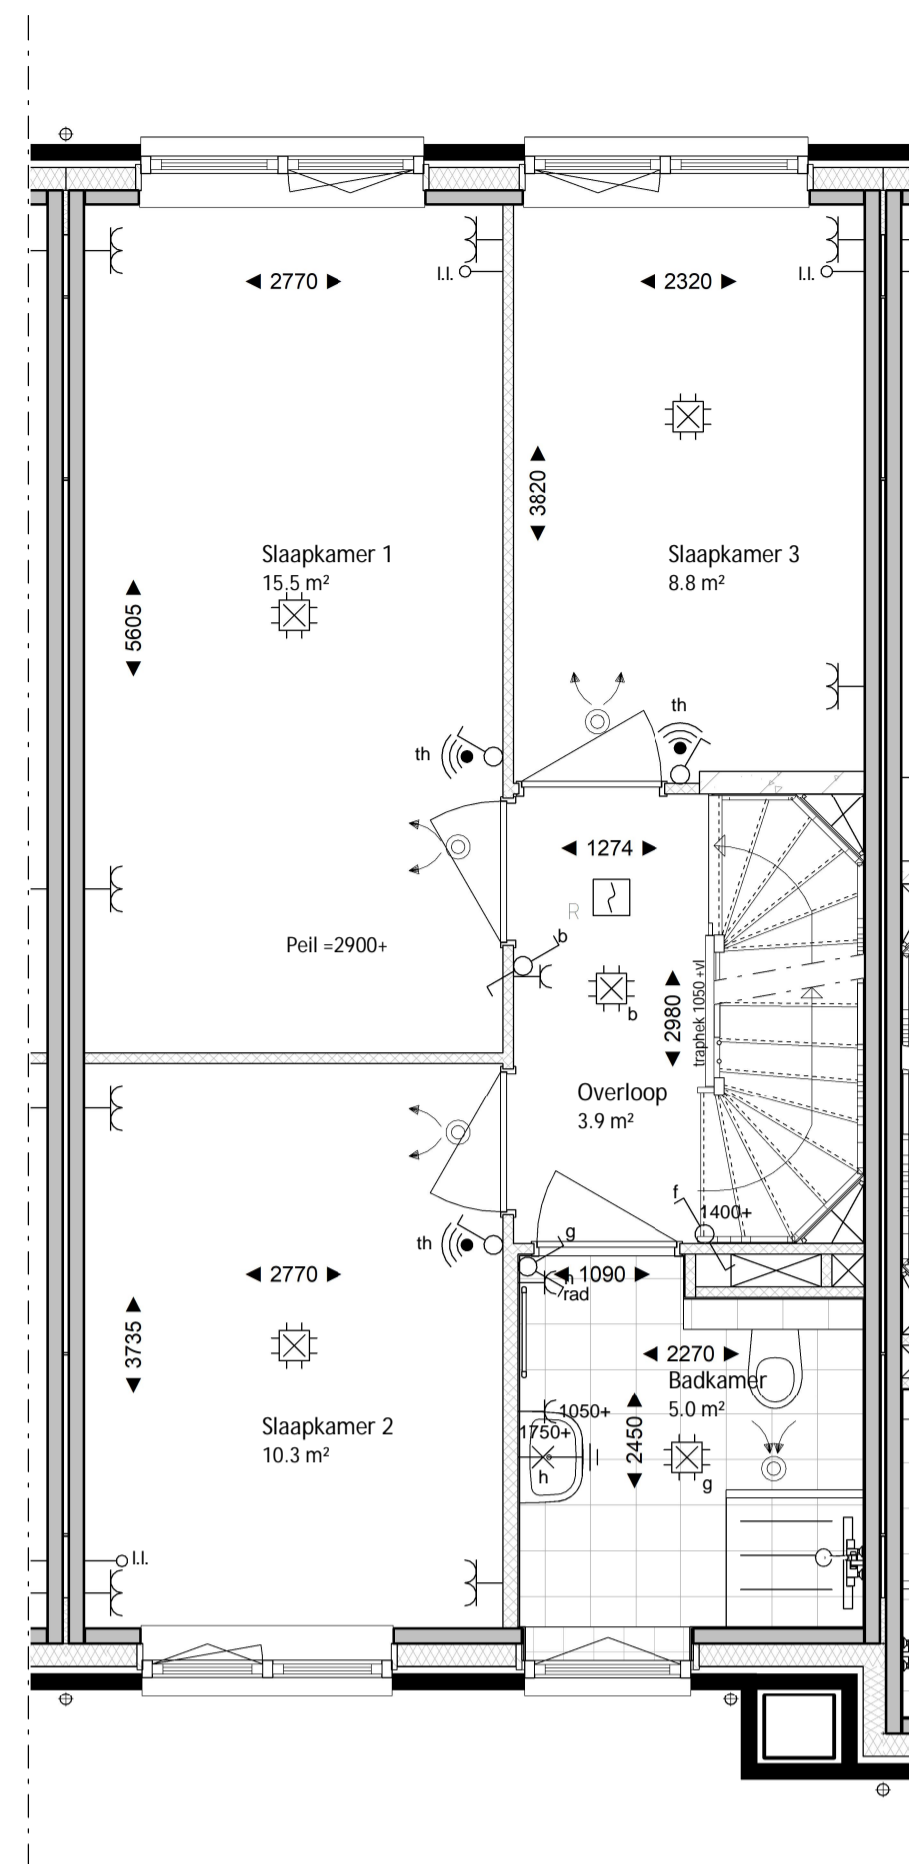 l.l.
l.l.
2770
2320
3820
Slaapkamer 1
15.5 m²
Slaapkamer 3
8.8 m²
5605
th
th
1274
R
b
Peil =2900+
b
2980
traphek 1050 +vl
Overloop
3.9 m²
f
1400+
g
th
2770
1090
h
rad
3735
2270
Badkamer
5.0 m²
1050+
1750+
2450
Slaapkamer 2
10.3 m²
h
g
l.l.